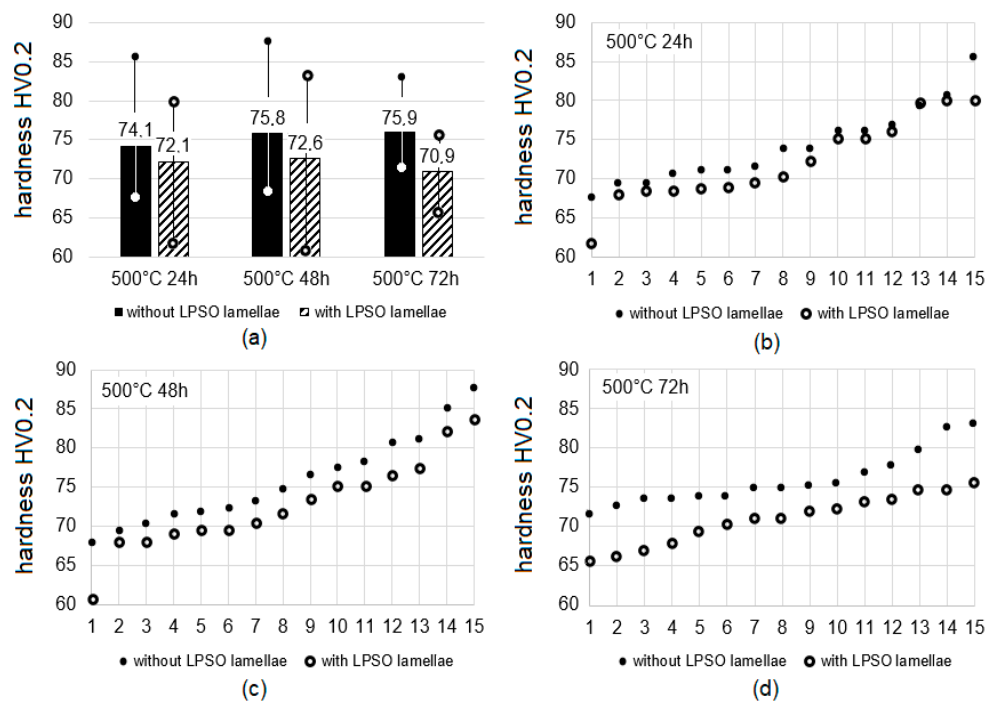 hardness HV0.2
90
85
80
75
70
65
60
74,1
72,1
75,8
72,6
75,9
70,9
500°C 24h
500°C 48h
500°C 72h
without LPSO lamellae
with LPSO lamellae
(a)
hardness HV0.2
90
85
80
75
70
65
60
500°C 24h
1 2 3 4 5 6 7 8 9 10 11 12 13 14 15
without LPSO lamellae
with LPSO lamellae
(b)
hardness HV0.2
90
85
80
75
70
65
60
500°C 48h
1 2 3 4 5 6 7 8 9 10 11 12 13 14 15
without LPSO lamellae
with LPSO lamellae
(c)
hardness HV0.2
90
85
80
75
70
65
60
500°C 72h
1 2 3 4 5 6 7 8 9 10 11 12 13 14 15
without LPSO lamellae
with LPSO lamellae
(d)